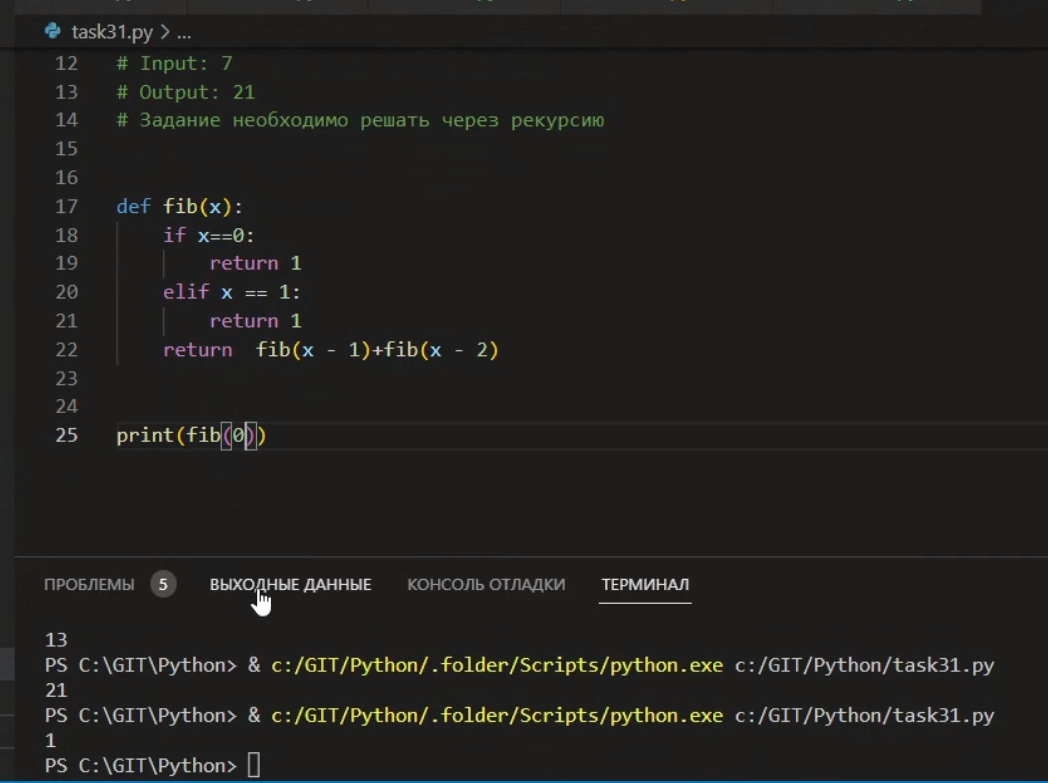 task31.py > ...
12 # Input: 7
13 # Output: 21
14 # Задание необходимо решать через рекурсию
15
16
17 def fib(x):
18     if x==0:
19         return 1
20     elif x == 1:
21         return 1
22     return  fib(x - 1)+fib(x - 2)
23
24
25 print(fib(0))
ПРОБЛЕМЫ 5 ВЫХОДНЫЕ ДАННЫЕ КОНСОЛЬ ОТЛАДКИ ТЕРМИНАЛ
13
PS C:\GIT\Python> & c:/GIT/Python/.folder/Scripts/python.exe c:/GIT/Python/task31.py
21
PS C:\GIT\Python> & c:/GIT/Python/.folder/Scripts/python.exe c:/GIT/Python/task31.py
1
PS C:\GIT\Python>